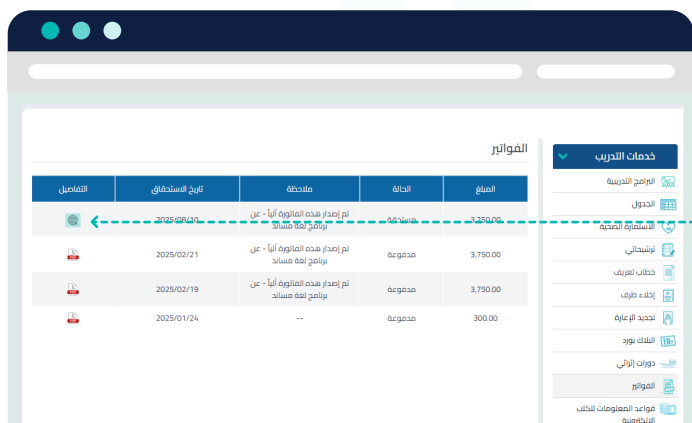 الفواتير
المبلغ الحالة ملاحظة تاريخ الاستحقاق التفاصيل
3,750.00 مستحقة تم إصدار هذه الفاتورة آلياً - عن 2025/08/10
برنامج لغة مساند
3,750.00 مدفوعة تم إصدار هذه الفاتورة آلياً - عن 2025/02/21
برنامج لغة مساند
3,750.00 مدفوعة تم إصدار هذه الفاتورة آلياً - عن 2025/02/19
برنامج لغة مساند
300.00 مدفوعة -- 2025/01/24
خدمات التدريب
البرامج التدريبية
الجدول
الاستمارة الصحية
ترشيحاتي
خطاب تعريف
إخلاء طرف
تجديد الإعارة
البلاك بورد
دورات إثرائي
الفواتير
قواعد المعلومات للكتب
الالكترونية